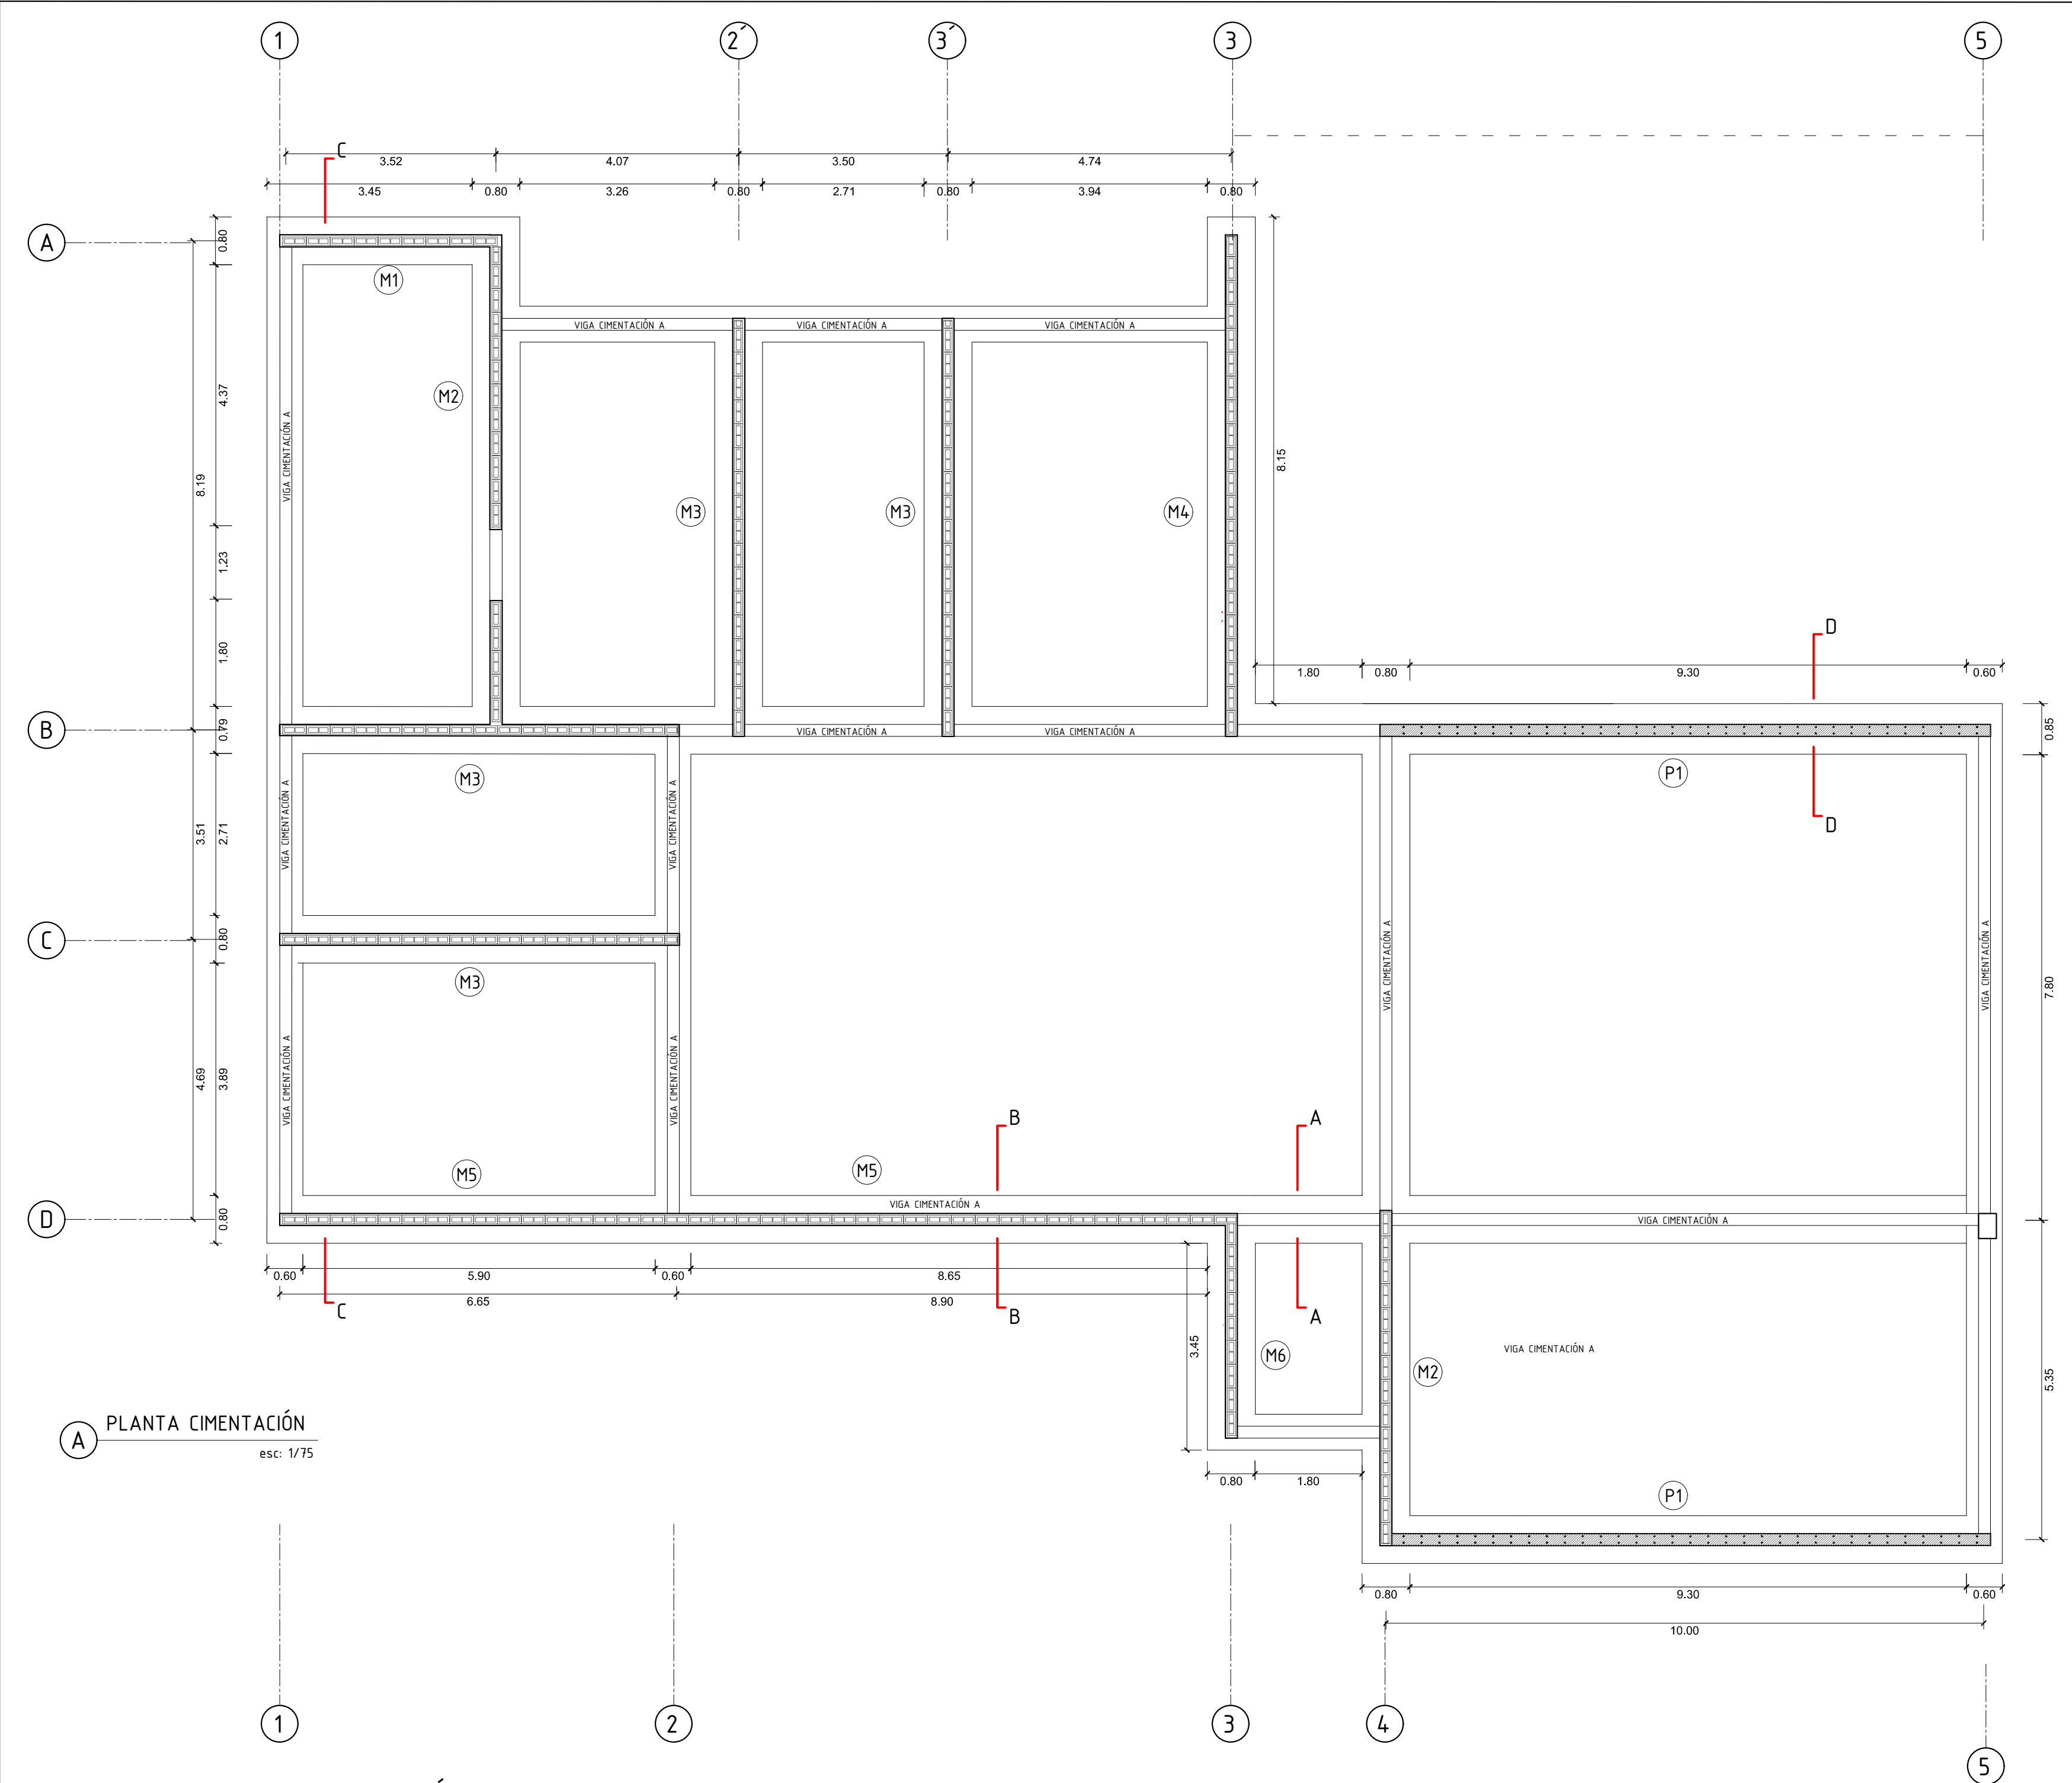 1 2´ 3´ 3 5
C
3.52 4.07 3.50 4.74
3.45 0.80 3.26 0.80 2.71 0.80 3.94 0.80
A
0.80
M1
VIGA CIMENTACIÓN A VIGA CIMENTACIÓN A VIGA CIMENTACIÓN A
4.37
M2
VIGA CIMENTACIÓN A
8.19
8.15
M3 M3 M4
1.23
1.80
D
1.80 0.80 9.30 0.60
B
0.79
VIGA CIMENTACIÓN A VIGA CIMENTACIÓN A
0.85
M3
P1
VIGA CIMENTACIÓN A
VIGA CIMENTACIÓN A
D
3.51
2.71
C
0.80
VIGA CIMENTACIÓN A
VIGA CIMENTACIÓN A
M3
7.80
4.69
3.89
VIGA CIMENTACIÓN A
VIGA CIMENTACIÓN A
B A
M5 M5
VIGA CIMENTACIÓN A
D
0.80
VIGA CIMENTACIÓN A
0.60 5.90 0.60 8.65
6.65 8.90
C B A
3.45
M6
VIGA CIMENTACIÓN A
M2
5.35
A PLANTA CIMENTACIÓN
esc: 1/75
0.80 1.80
P1
0.80 9.30 0.60
10.00
1 2 3 4 5